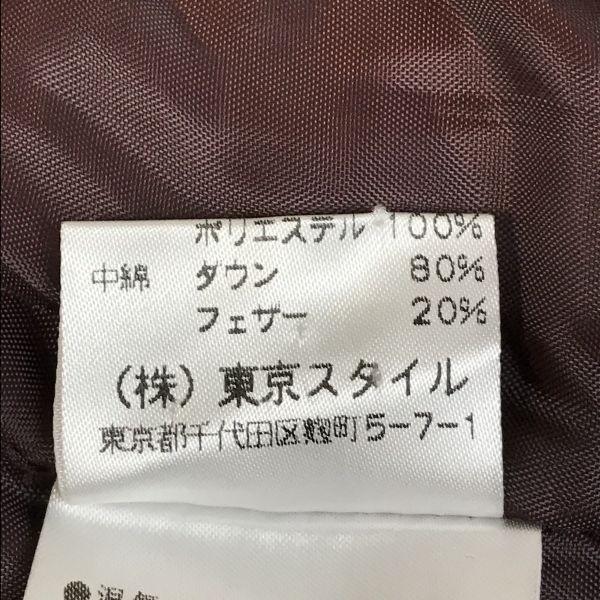 ポリエステル 100%
中綿 ダウン 80%
フェザー 20%
(株) 東京スタイル
東京都千代田区麹町5-7-1